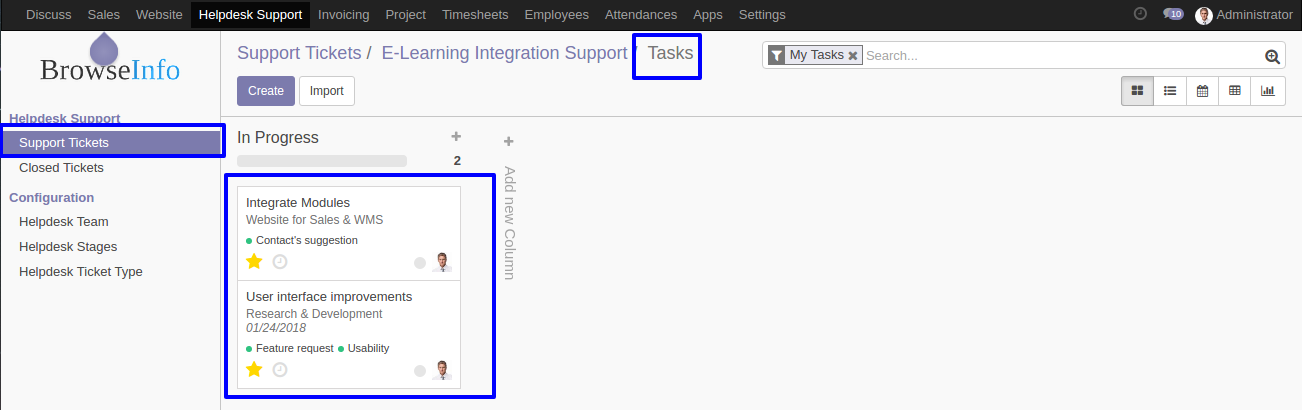 Discuss Sales Website Helpdesk Support Invoicing Project Timesheets Employees Attendances Apps Settings 10 Administrator
BrowseInfo
Support Tickets / E-Learning Integration Support / Tasks
My Tasks Search...
Create Import
Helpdesk Support
Support Tickets
Closed Tickets
Configuration
Helpdesk Team
Helpdesk Stages
Helpdesk Ticket Type
In Progress
2
Integrate Modules
Website for Sales & WMS
Contact's suggestion
User interface improvements
Research & Development
01/24/2018
Feature request Usability
Add new Column